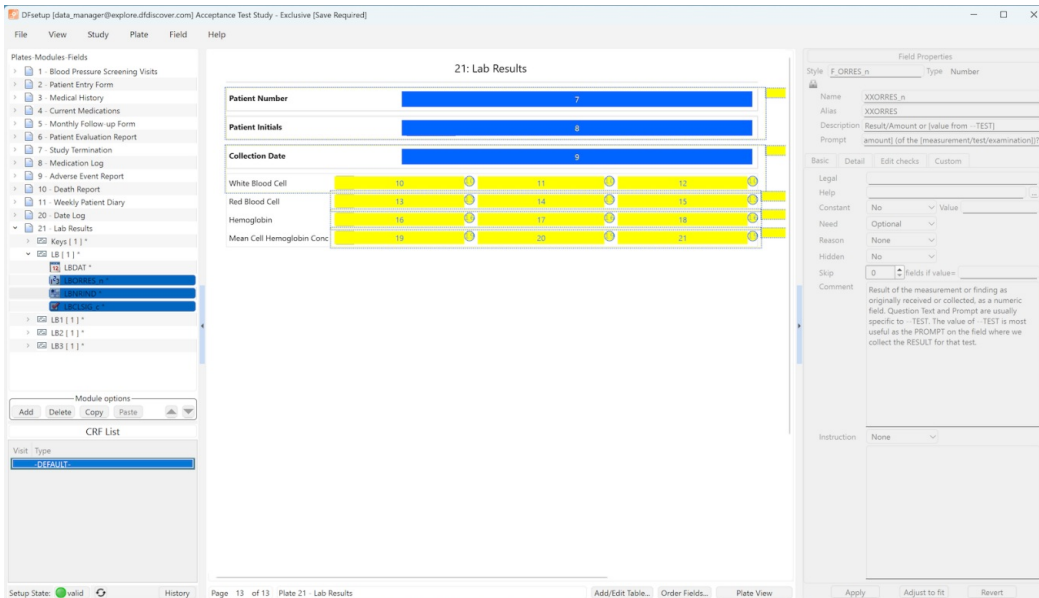 DFsetup [data_manager@explore.dfdiscover.com] Acceptance Test Study - Exclusive [Save Required]
File View Study Plate Field Help
Plates-Modules-Fields
1 - Blood Pressure Screening Visits
2 - Patient Entry Form
3 - Medical History
4 - Current Medications
5 - Monthly Follow-up Form
6 - Patient Evaluation Report
7 - Study Termination
8 - Medication Log
9 - Adverse Event Report
10 - Death Report
11 - Weekly Patient Diary
20 - Date Log
21 - Lab Results
Keys [ 1 ] *
LB [ 1 ] *
LBDAT *
LBORRES_n *
LBNRIND *
LBCLSIG_c *
LB1 [ 1 ] *
LB2 [ 1 ] *
LB3 [ 1 ] *
Module options
Add Delete Copy Paste
CRF List
Visit Type
-DEFAULT-
Setup State: valid History
21: Lab Results
Patient Number 7
Patient Initials 8
Collection Date 9
White Blood Cell 10 11 12
Red Blood Cell 13 14 15
Hemoglobin 16 17 18
Mean Cell Hemoglobin Conc 19 20 21
Page 13 of 13 Plate 21 - Lab Results Add/Edit Table... Order Fields... Plate View
Field Properties
Style F_ORRES_n Type Number
Name XXORRES_n
Alias XXORRES
Description Result/Amount or [value from --TEST]
Prompt amount] (of the [measurement/test/examination])?
Basic Detail Edit checks Custom
Legal
Help ...
Constant No Value
Need Optional
Reason None
Hidden No
Skip 0 fields if value=
Comment Result of the measurement or finding as
originally received or collected, as a numeric
field. Question Text and Prompt are usually
specific to --TEST. The value of --TEST is most
useful as the PROMPT on the field where we
collect the RESULT for that test.
Instruction None
Apply Adjust to fit Revert